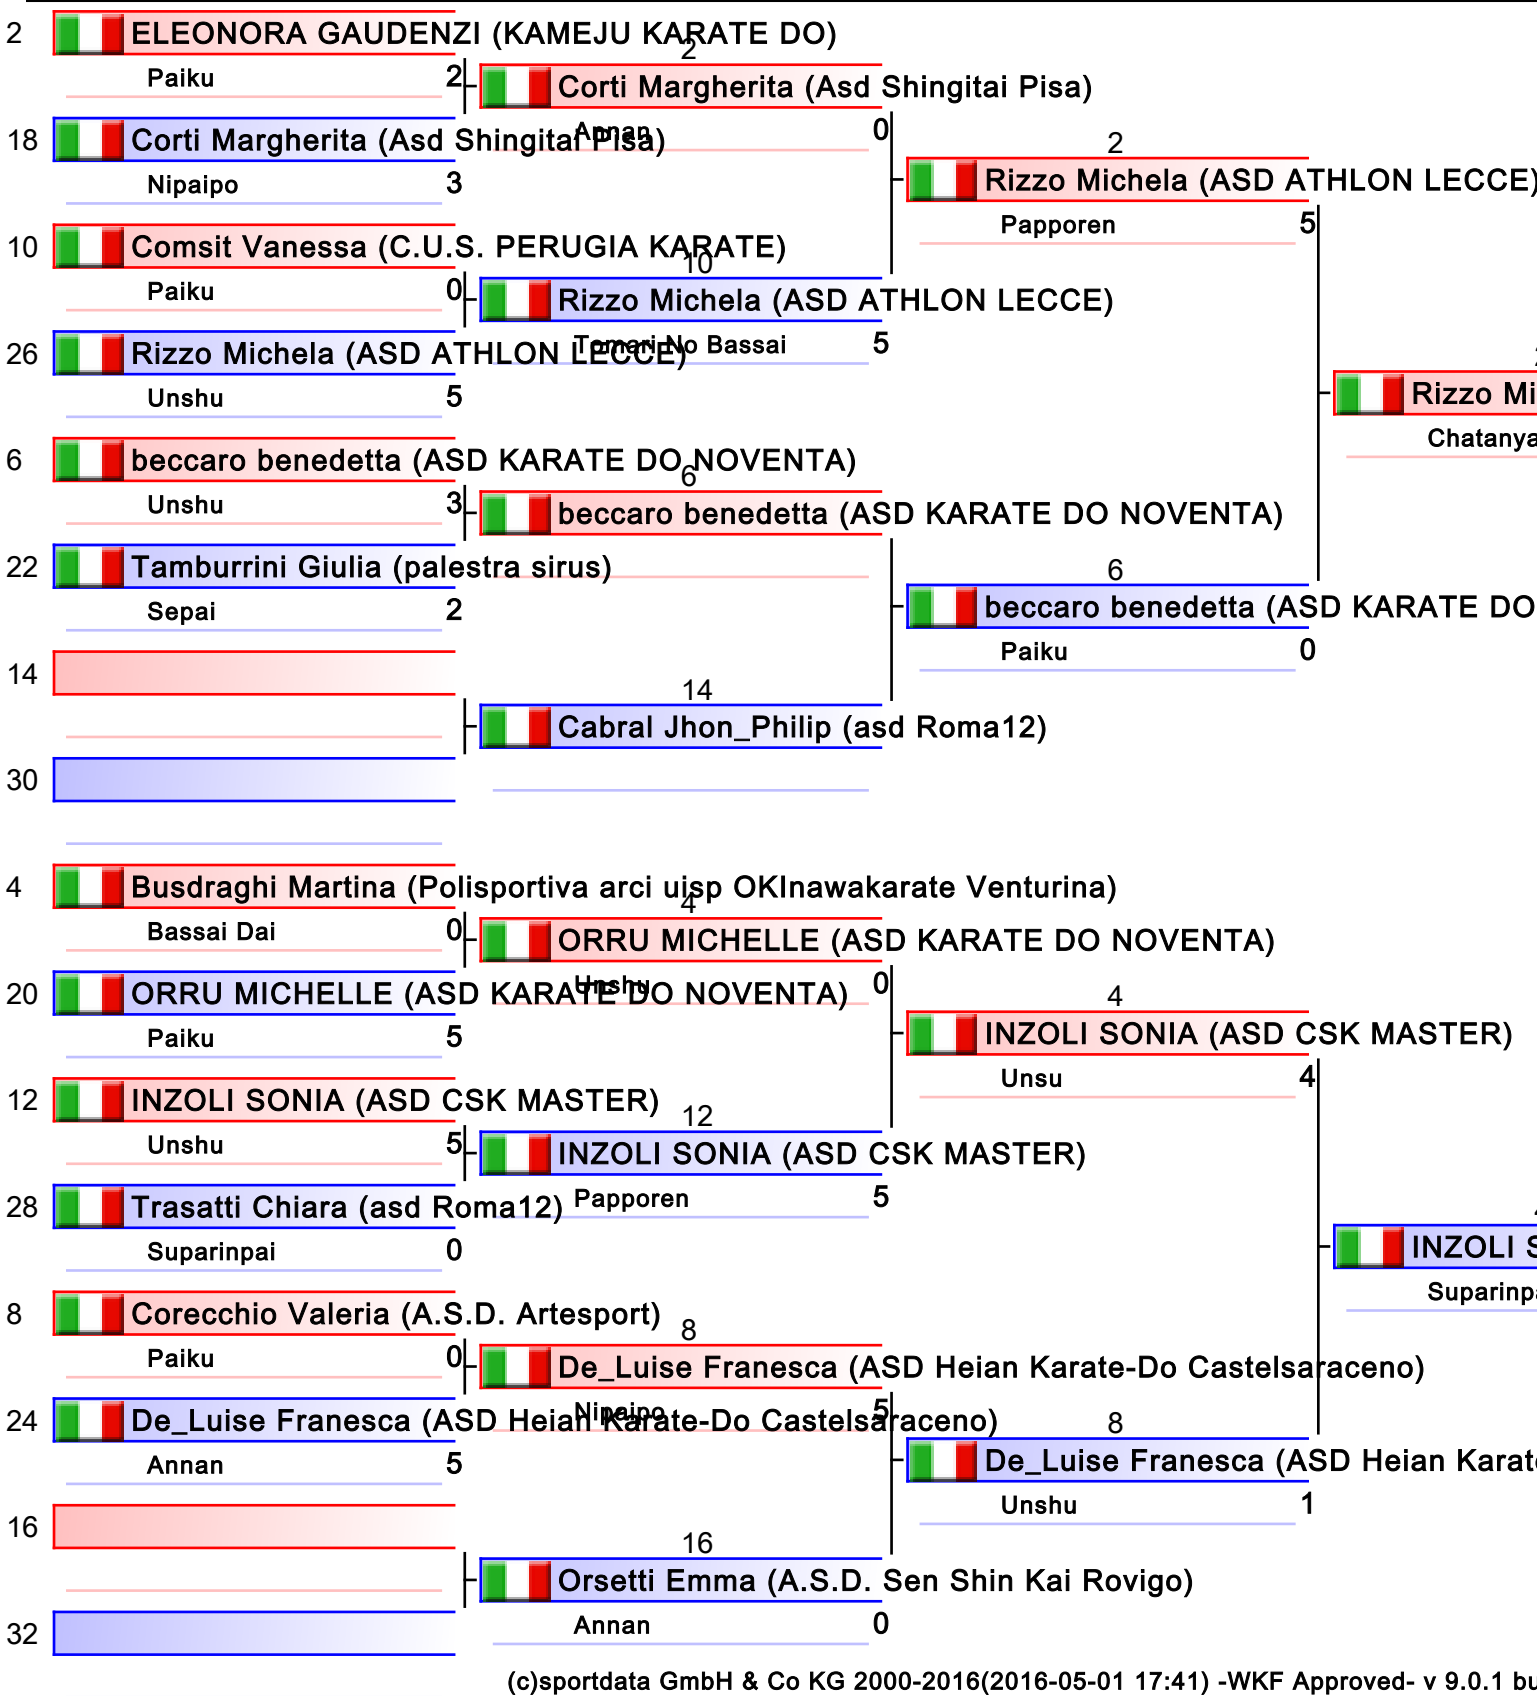 2 ELEONORA GAUDENZI (KAMEJU KARATE DO)
Paiku 2
18 Corti Margherita (Asd Shingitai Pisa)
Nipaipo 3
10 Comsit Vanessa (C.U.S. PERUGIA KARATE)
Paiku 0
26 Rizzo Michela (ASD ATHLON LECCE)
Unshu 5
6 beccaro benedetta (ASD KARATE DO NOVENTA)
Unshu 3
22 Tamburrini Giulia (palestra sirus)
Sepai 2
14
30
4 Busdraghi Martina (Polisportiva arci uisp OKInawakarate Venturina)
Bassai Dai 0
20 ORRU MICHELLE (ASD KARATE DO NOVENTA)
Paiku 5
12 INZOLI SONIA (ASD CSK MASTER)
Unshu 5
28 Trasatti Chiara (asd Roma12)
Suparinpai 0
8 Corecchio Valeria (A.S.D. Artesport)
Paiku 0
24 De_Luise Franesca (ASD Heian Karate-Do Castelsaraceno)
Annan 5
16
32
2
Corti Margherita (Asd Shingitai Pisa)
Annan 0
10
Rizzo Michela (ASD ATHLON LECCE)
Tomari No Bassai 5
6
beccaro benedetta (ASD KARATE DO NOVENTA)
14
Cabral Jhon_Philip (asd Roma12)
4
ORRU MICHELLE (ASD KARATE DO NOVENTA)
Unshu 0
12
INZOLI SONIA (ASD CSK MASTER)
Papporen 5
8
De_Luise Franesca (ASD Heian Karate-Do Castelsaraceno)
Nipaipo 5
16
Orsetti Emma (A.S.D. Sen Shin Kai Rovigo)
Annan 0
2
Rizzo Michela (ASD ATHLON LECCE)
Papporen 5
6
beccaro benedetta (ASD KARATE DO
Paiku 0
4
INZOLI SONIA (ASD CSK MASTER)
Unsu 4
8
De_Luise Franesca (ASD Heian Karat
Unshu 1
Rizzo Mi
Chatanya
INZOLI S
Suparinp
(c)sportdata GmbH & Co KG 2000-2016(2016-05-01 17:41) -WKF Approved- v 9.0.1 bu